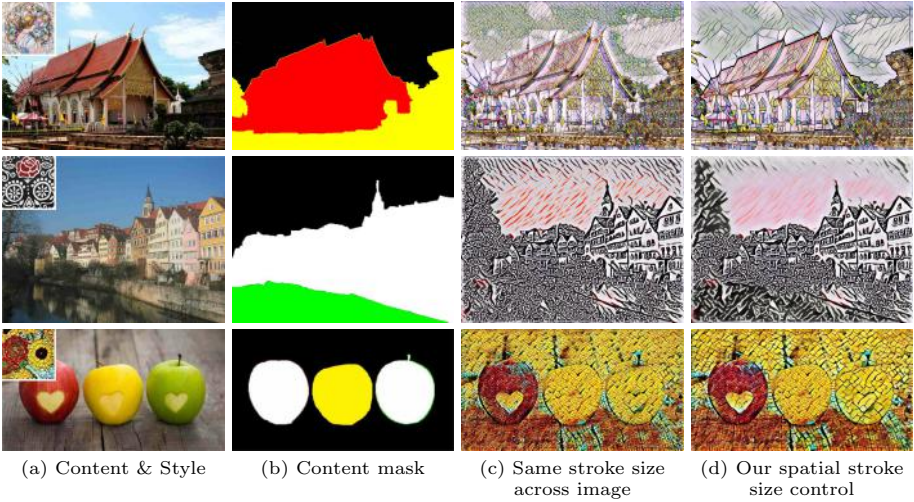 (a) Content & Style
(b) Content mask
(c) Same stroke size
across image
(d) Our spatial stroke
size control